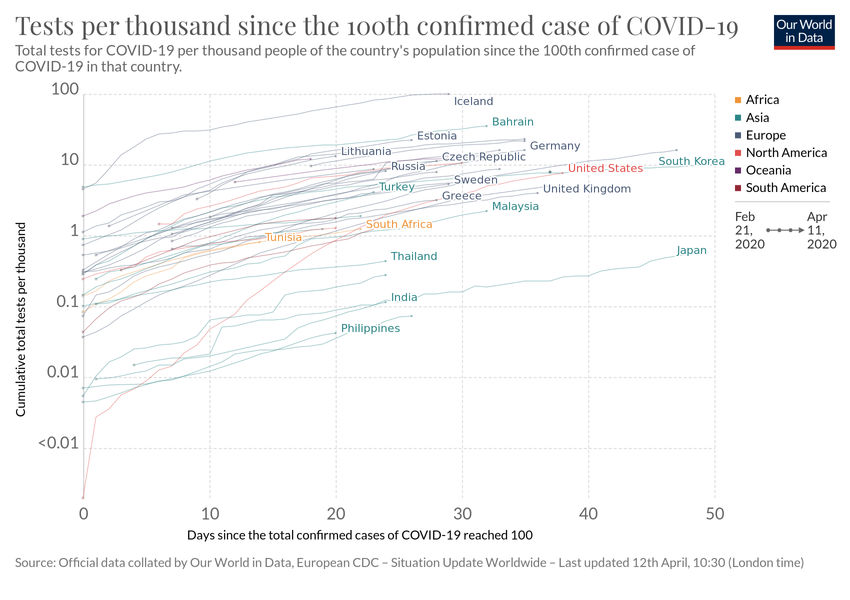 Tests per thousand since the 100th confirmed case of COVID-19
Our World
in Data
Total tests for COVID-19 per thousand people of the country's population since the 100th confirmed case of
COVID-19 in that country.
100
10
1
0.1
0.01
<0.01
Cumulative total tests per thousand
Iceland
Bahrain
Estonia
Germany
Lithuania
Czech Republic
South Korea
Russia
United States
Sweden
Turkey
United Kingdom
Greece
Malaysia
South Africa
Tunisia
Japan
Thailand
India
Philippines
0
10
20
30
40
50
Days since the total confirmed cases of COVID-19 reached 100
Africa
Asia
Europe
North America
Oceania
South America
Feb
21,
2020
Apr
11,
2020
Source: Official data collated by Our World in Data, European CDC – Situation Update Worldwide – Last updated 12th April, 10:30 (London time)